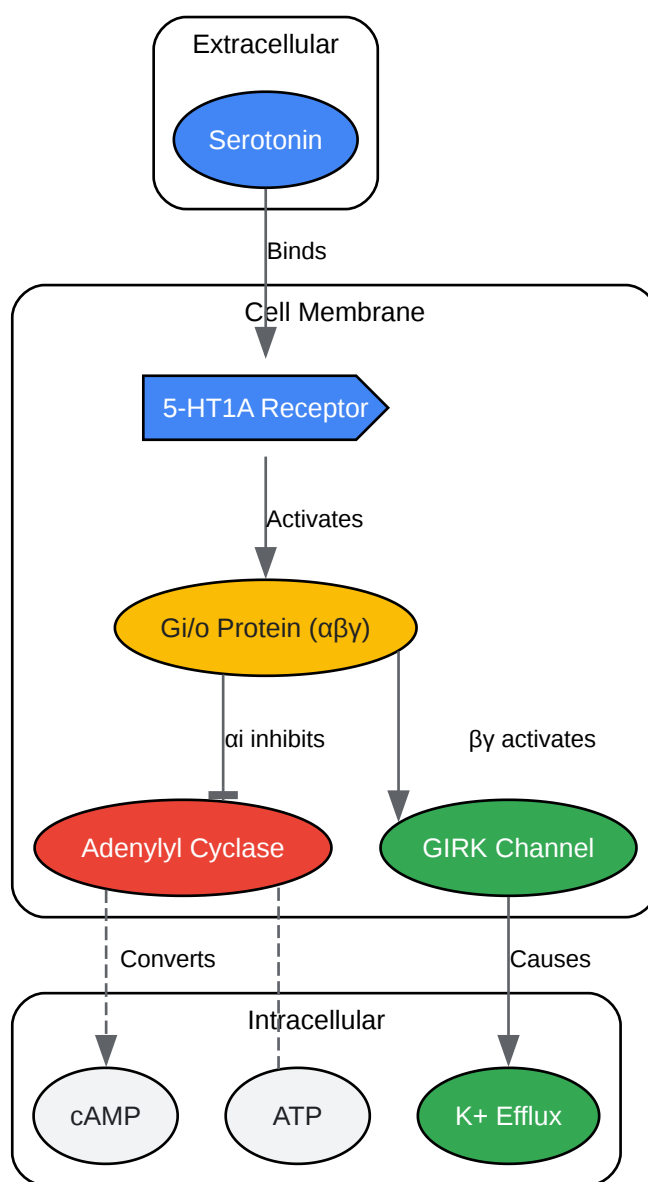 Extracellular
Serotonin
Binds
Cell Membrane
5-HT1A Receptor
Activates
Gi/o Protein (αβγ)
αi inhibits
βγ activates
Adenylyl Cyclase
GIRK Channel
Converts
Causes
Intracellular
cAMP
ATP
K+ Efflux